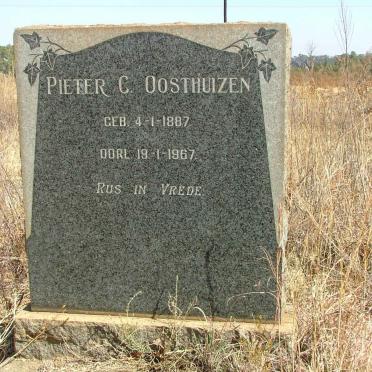 PIETER C. OOSTHUIZEN
GEB. 4-1-1887
OORL. 19-1-1967.
RUS IN VREDE